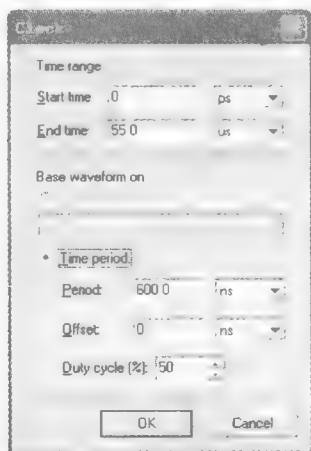 Clock
Time range
Start time 0 ps
End time 55.0 us
Base waveform on
Time period:
Period: 600.0 ns
Offset: 0 ns
Duty cycle (%): 50
OK Cancel